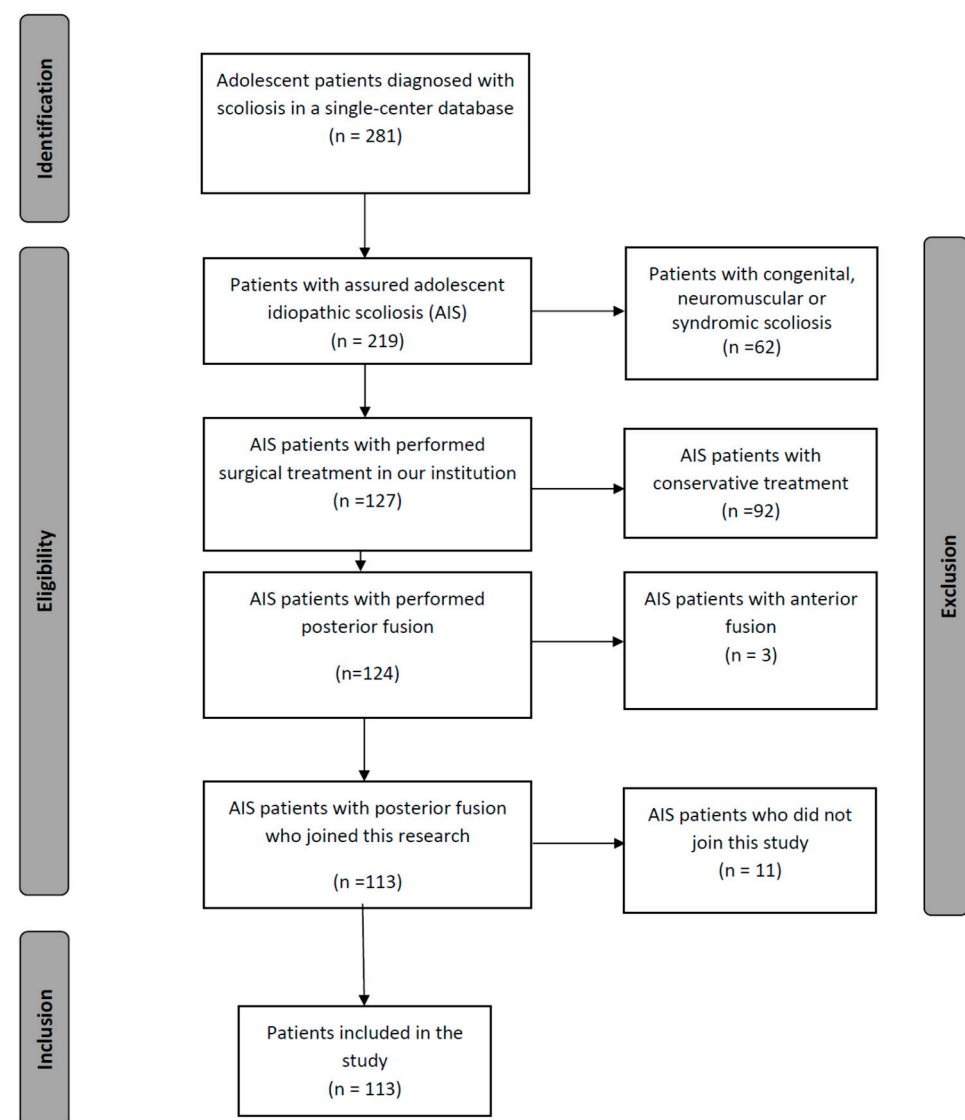 Identification
Adolescent patients diagnosed with
scoliosis in a single-center database
(n = 281)
Eligibility
Patients with assured adolescent
idiopathic scoliosis (AIS)
(n = 219)
Patients with congenital,
neuromuscular or
syndromic scoliosis
(n =62)
Exclusion
AIS patients with performed
surgical treatment in our institution
(n =127)
AIS patients with
conservative treatment
(n =92)
AIS patients with performed
posterior fusion
(n=124)
AIS patients with anterior
fusion
(n = 3)
AIS patients with posterior fusion
who joined this research
(n =113)
AIS patients who did not
join this study
(n = 11)
Inclusion
Patients included in the
study
(n = 113)